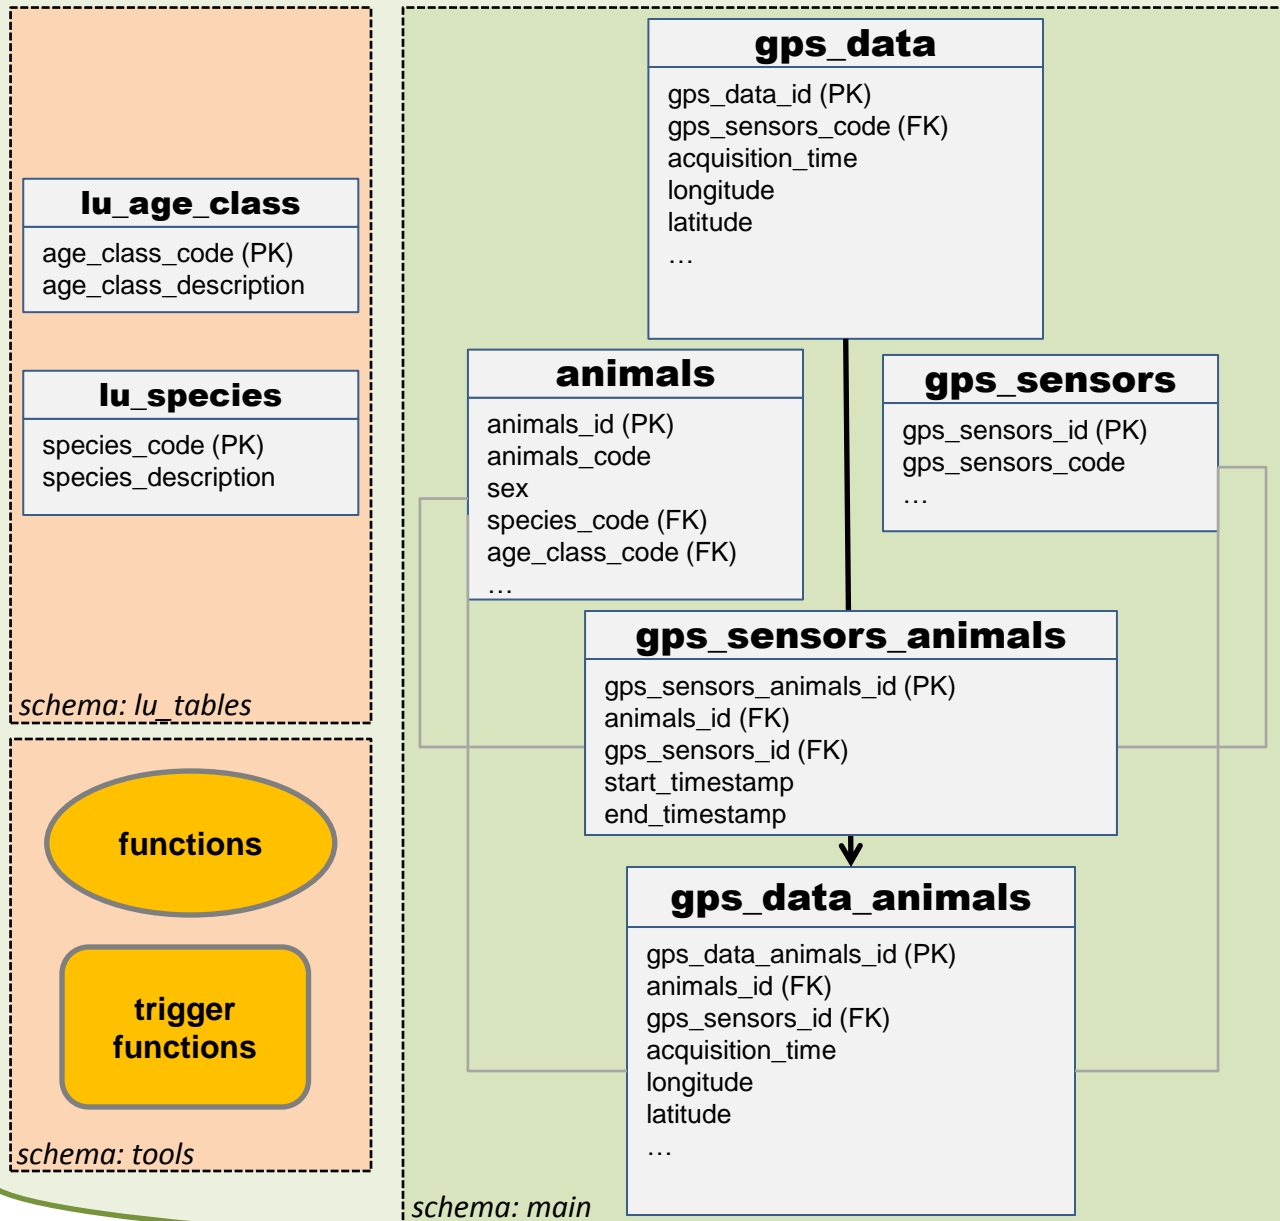 lu_age_class
age_class_code (PK)
age_class_description
lu_species
species_code (PK)
species_description
schema: lu_tables
functions
trigger
functions
schema: tools
gps_data
gps_data_id (PK)
gps_sensors_code (FK)
acquisition_time
longitude
latitude
…
animals
animals_id (PK)
animals_code
sex
species_code (FK)
age_class_code (FK)
…
gps_sensors
gps_sensors_id (PK)
gps_sensors_code
…
gps_sensors_animals
gps_sensors_animals_id (PK)
animals_id (FK)
gps_sensors_id (FK)
start_timestamp
end_timestamp
gps_data_animals
gps_data_animals_id (PK)
animals_id (FK)
gps_sensors_id (FK)
acquisition_time
longitude
latitude
…
schema: main